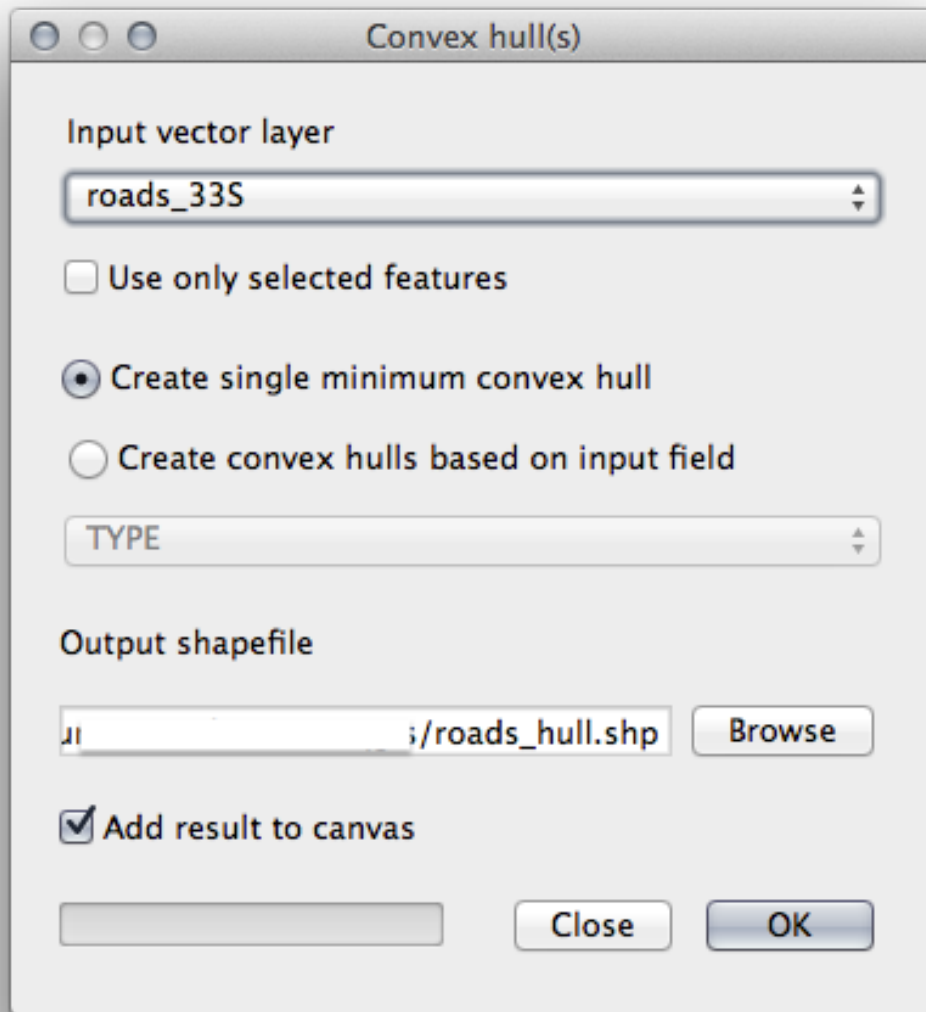 Convex hull(s)
Input vector layer
roads_33S
Use only selected features
Create single minimum convex hull
Create convex hulls based on input field
TYPE
Output shapefile
/roads_hull.shp
Browse
Add result to canvas
Close
OK